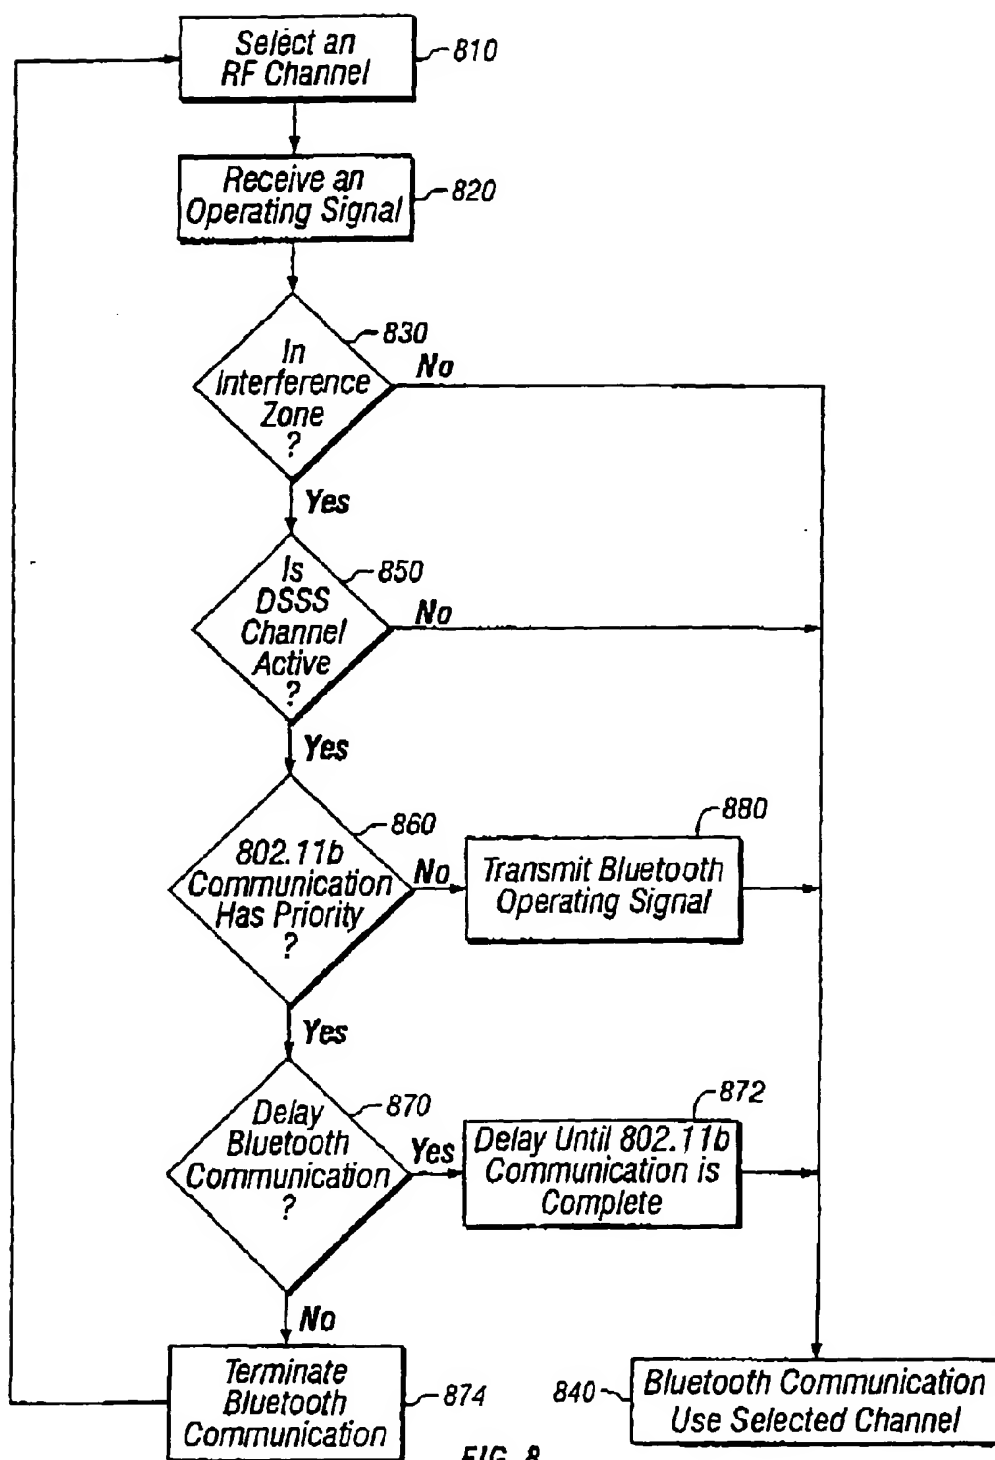 Select an
RF Channel
810
Receive an
Operating Signal
820
In
Interference
Zone
?
830
No
Yes
Is
DSSS
Channel
Active
?
850
No
Yes
802.11b
Communication
Has Priority
?
860
No
Transmit Bluetooth
Operating Signal
880
Yes
Delay
Bluetooth
Communication
?
870
Yes
Delay Until 802.11b
Communication is
Complete
872
No
Terminate
Bluetooth
Communication
874
840
Bluetooth Communication
Use Selected Channel
FIG. 8